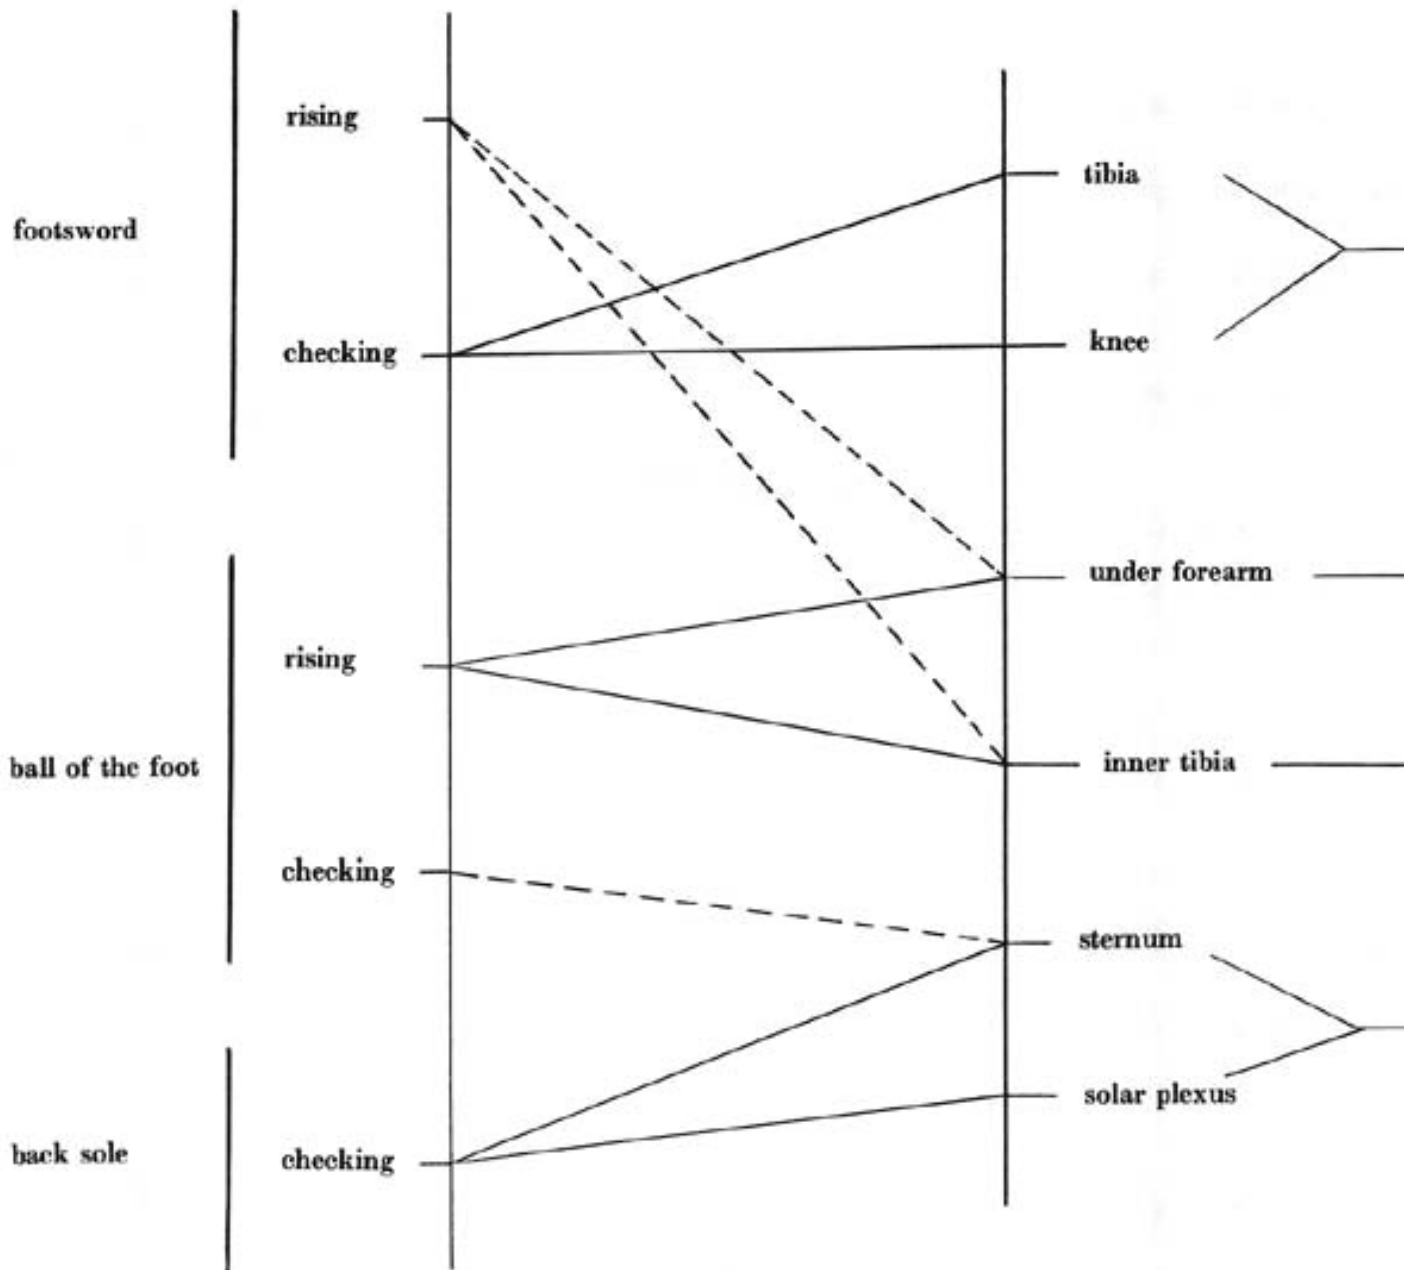 rising
tibia
footsword
checking
knee
under forearm
rising
ball of the foot
inner tibia
checking
sternum
solar plexus
back sole
checking